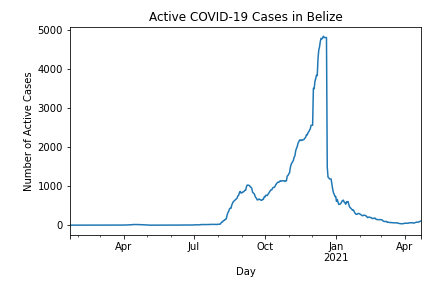 Active COVID-19 Cases in Belize
Number of Active Cases
5000
4000
3000
2000
1000
0
Apr Jul Oct Jan Apr
2021
Day